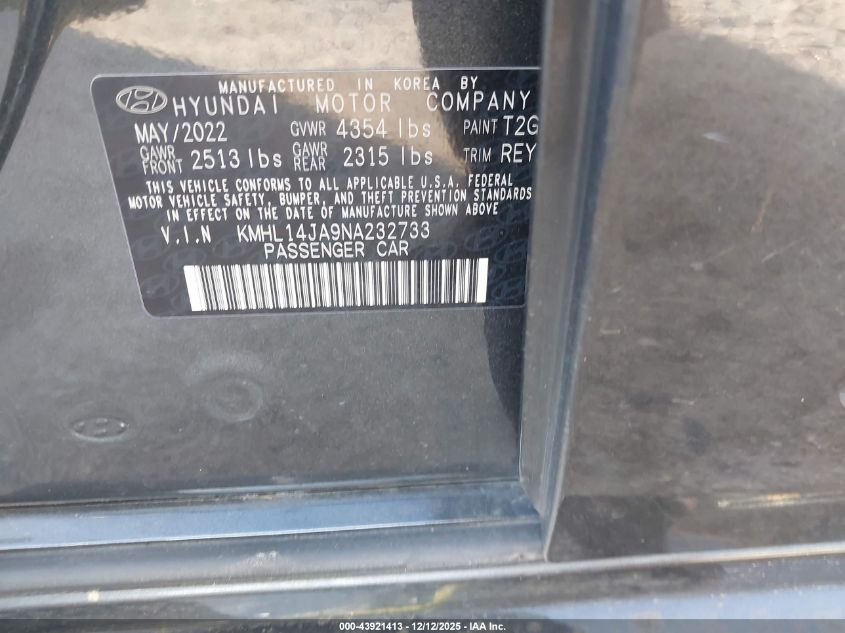 MANUFACTURED IN KOREA BY
HYUNDAI MOTOR COMPANY
MAY/2022 GVWR 4354 lbs PAINT T2G
GAWR FRONT 2513 lbs GAWR REAR 2315 lbs TRIM REY
THIS VEHICLE CONFORMS TO ALL APPLICABLE U.S.A. FEDERAL
MOTOR VEHICLE SAFETY, BUMPER, AND THEFT PREVENTION STANDARDS
IN EFFECT ON THE DATE OF MANUFACTURE SHOWN ABOVE
V.I.N KMHL14JA9NA232733
PASSENGER CAR
000-43921413 - 12/12/2025 - IAA Inc.